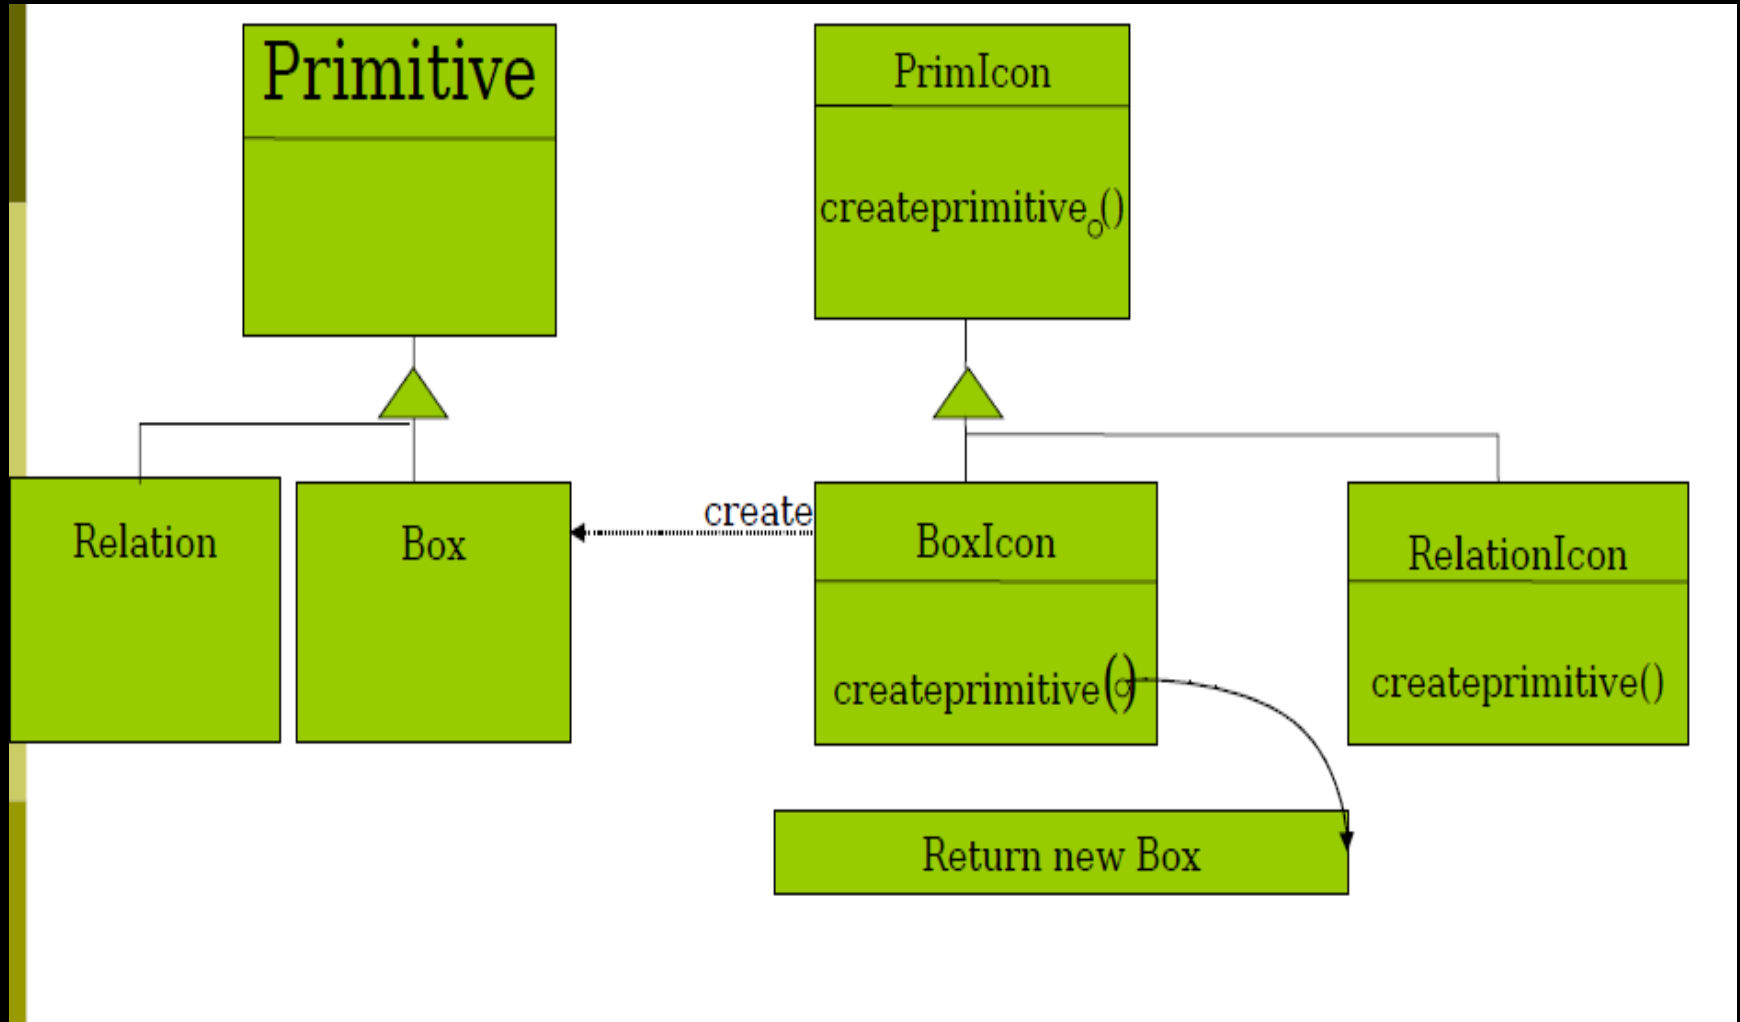 Primitive
PrimIcon
createprimitive()
create
Relation
Box
BoxIcon
RelationIcon
createprimitive()
createprimitive()
Return new Box